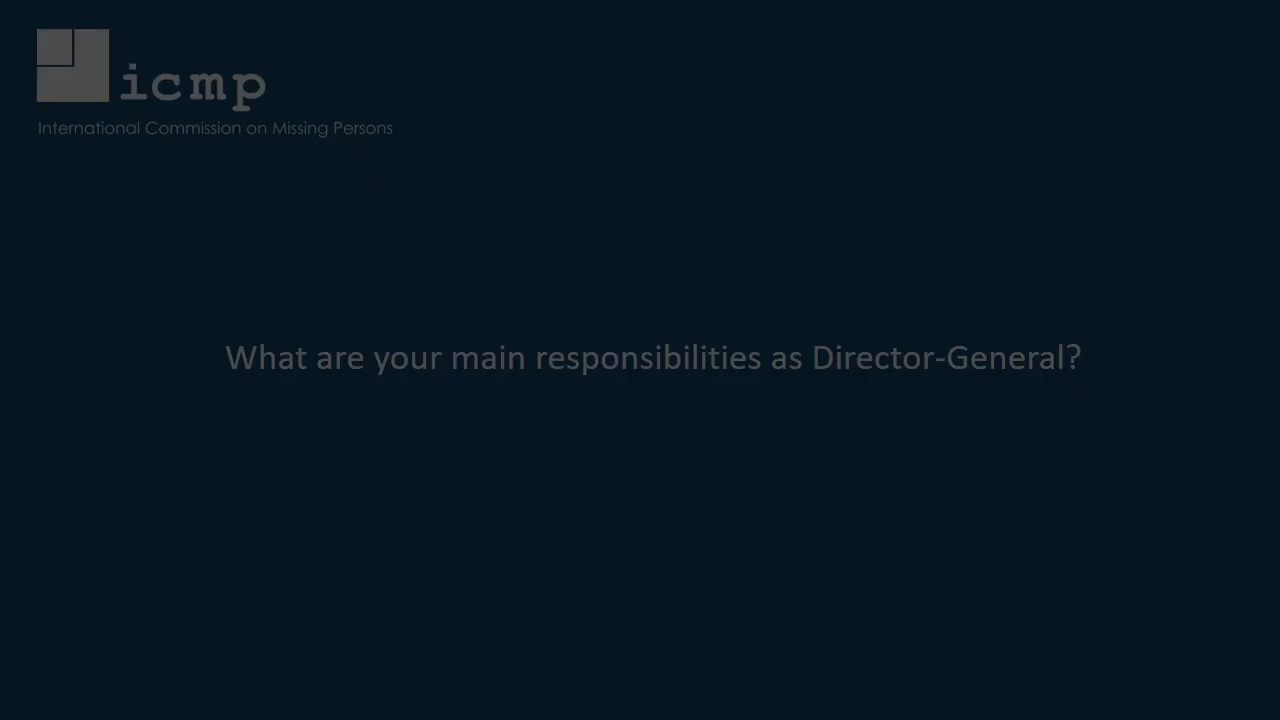 icmp
International Commission on Missing Persons
What are your main responsibilities as Director-General?